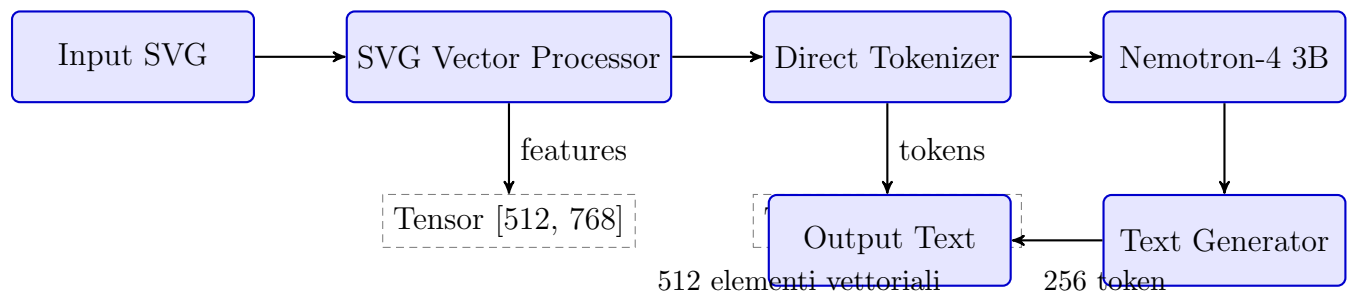 Input SVG
SVG Vector Processor
Direct Tokenizer
Nemotron-4 3B
features
tokens
Tensor [512, 768]
Output Text
Text Generator
512 elementi vettoriali
256 token